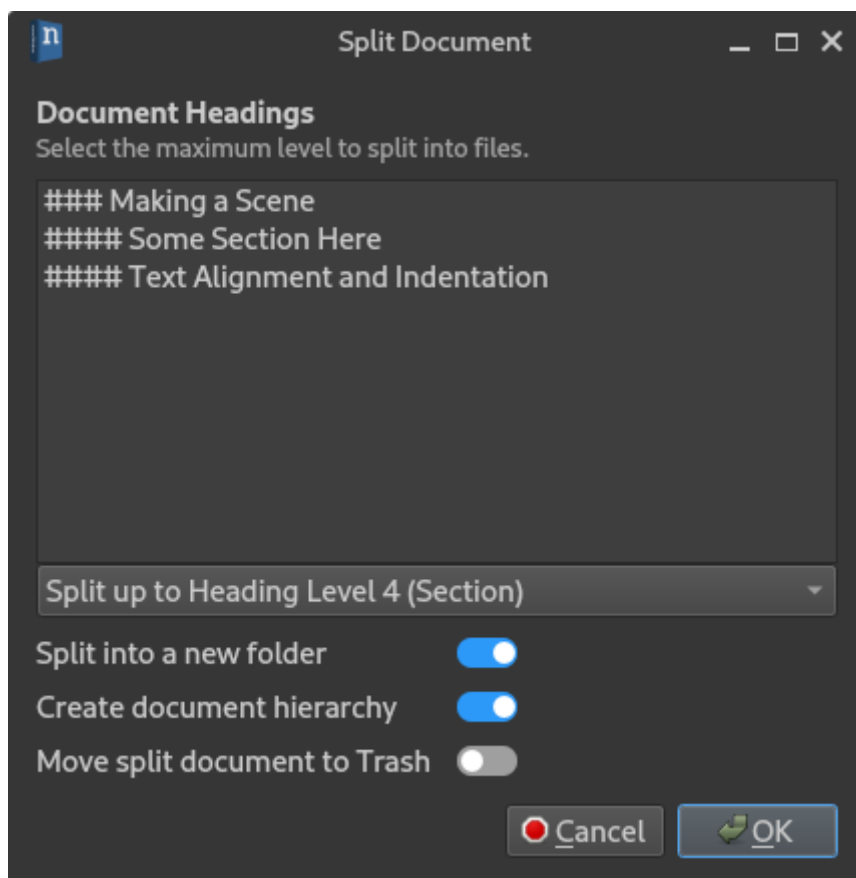 n
Split Document
Document Headings
Select the maximum level to split into files.
### Making a Scene
#### Some Section Here
#### Text Alignment and Indentation
Split up to Heading Level 4 (Section)
Split into a new folder
Create document hierarchy
Move split document to Trash
Cancel OK